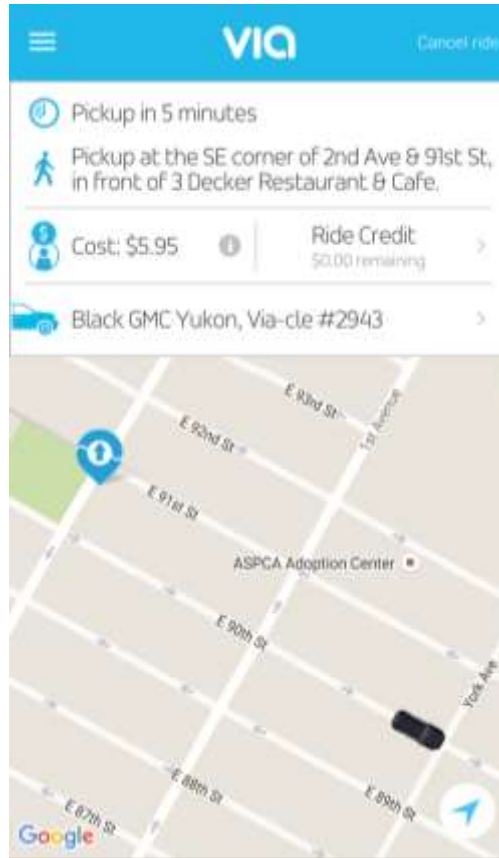 VIA
Cancel ride
Pickup in 5 minutes
Pickup at the SE corner of 2nd Ave & 91st St,
in front of 3 Decker Restaurant & Cafe.
Cost: $5.95
Ride Credit
$0.00 remaining
Black GMC Yukon, Via-cle #2943
E 93rd St
1st Avenue
E 92nd St
E 91st St
ASPCA Adoption Center
E 90th St
York Ave
E 88th St
E 89th St
E 87th St
Google